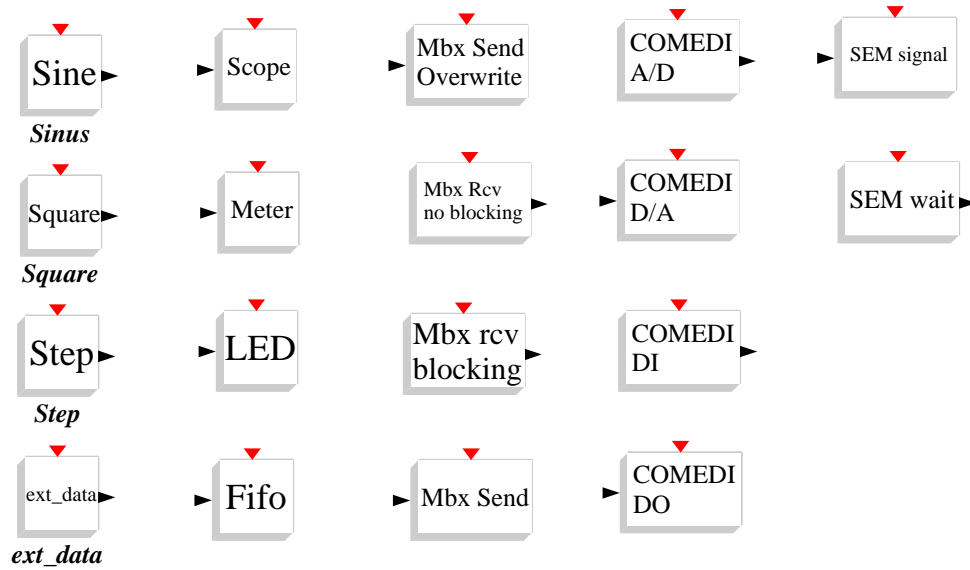 Sine
Sinus
Scope
Mbx Send
Overwrite
COMEDI
A/D
SEM signal
Square
Square
Meter
Mbx Rcv
no blocking
COMEDI
D/A
SEM wait
Step
Step
LED
Mbx rcv
blocking
COMEDI
DI
ext_data
ext_data
Fifo
Mbx Send
COMEDI
DO